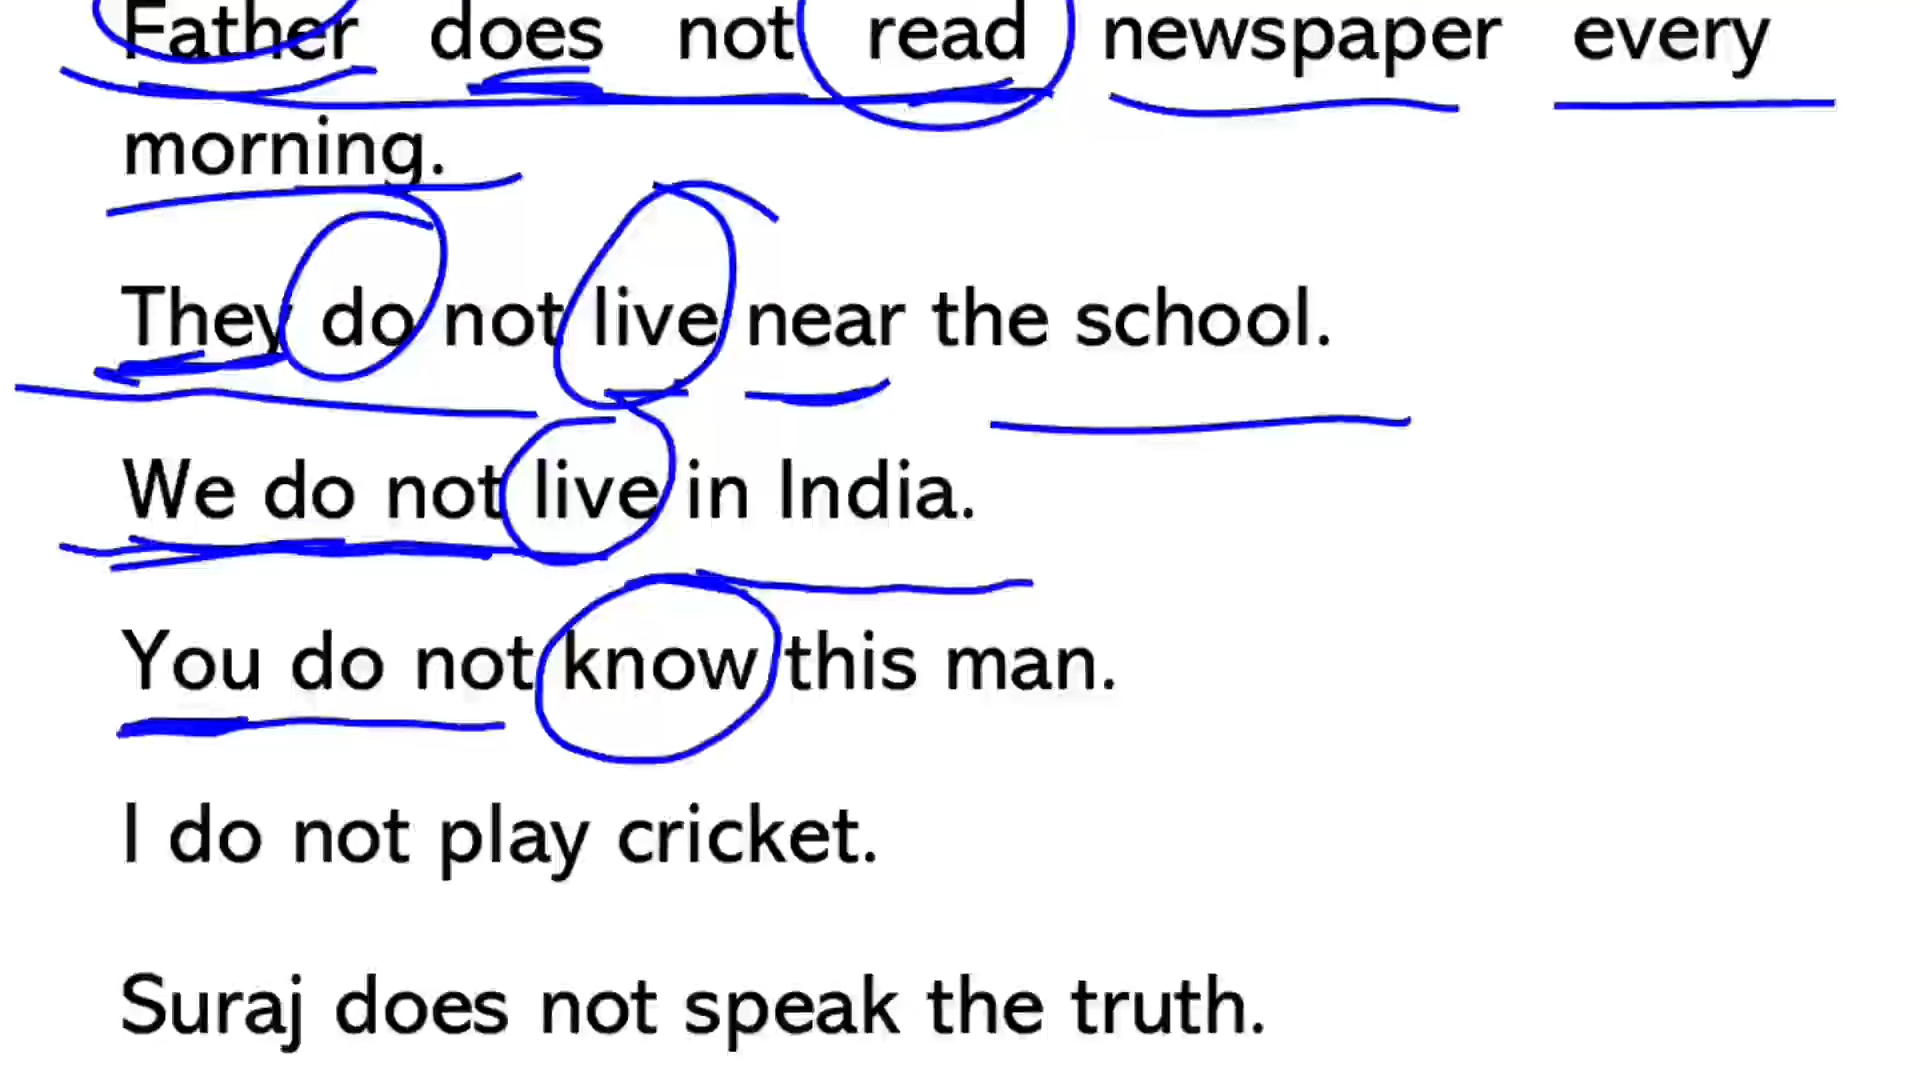 Father does not read newspaper every
morning.
They do not live near the school.
We do not live in India.
You do not know this man.
I do not play cricket.
Suraj does not speak the truth.